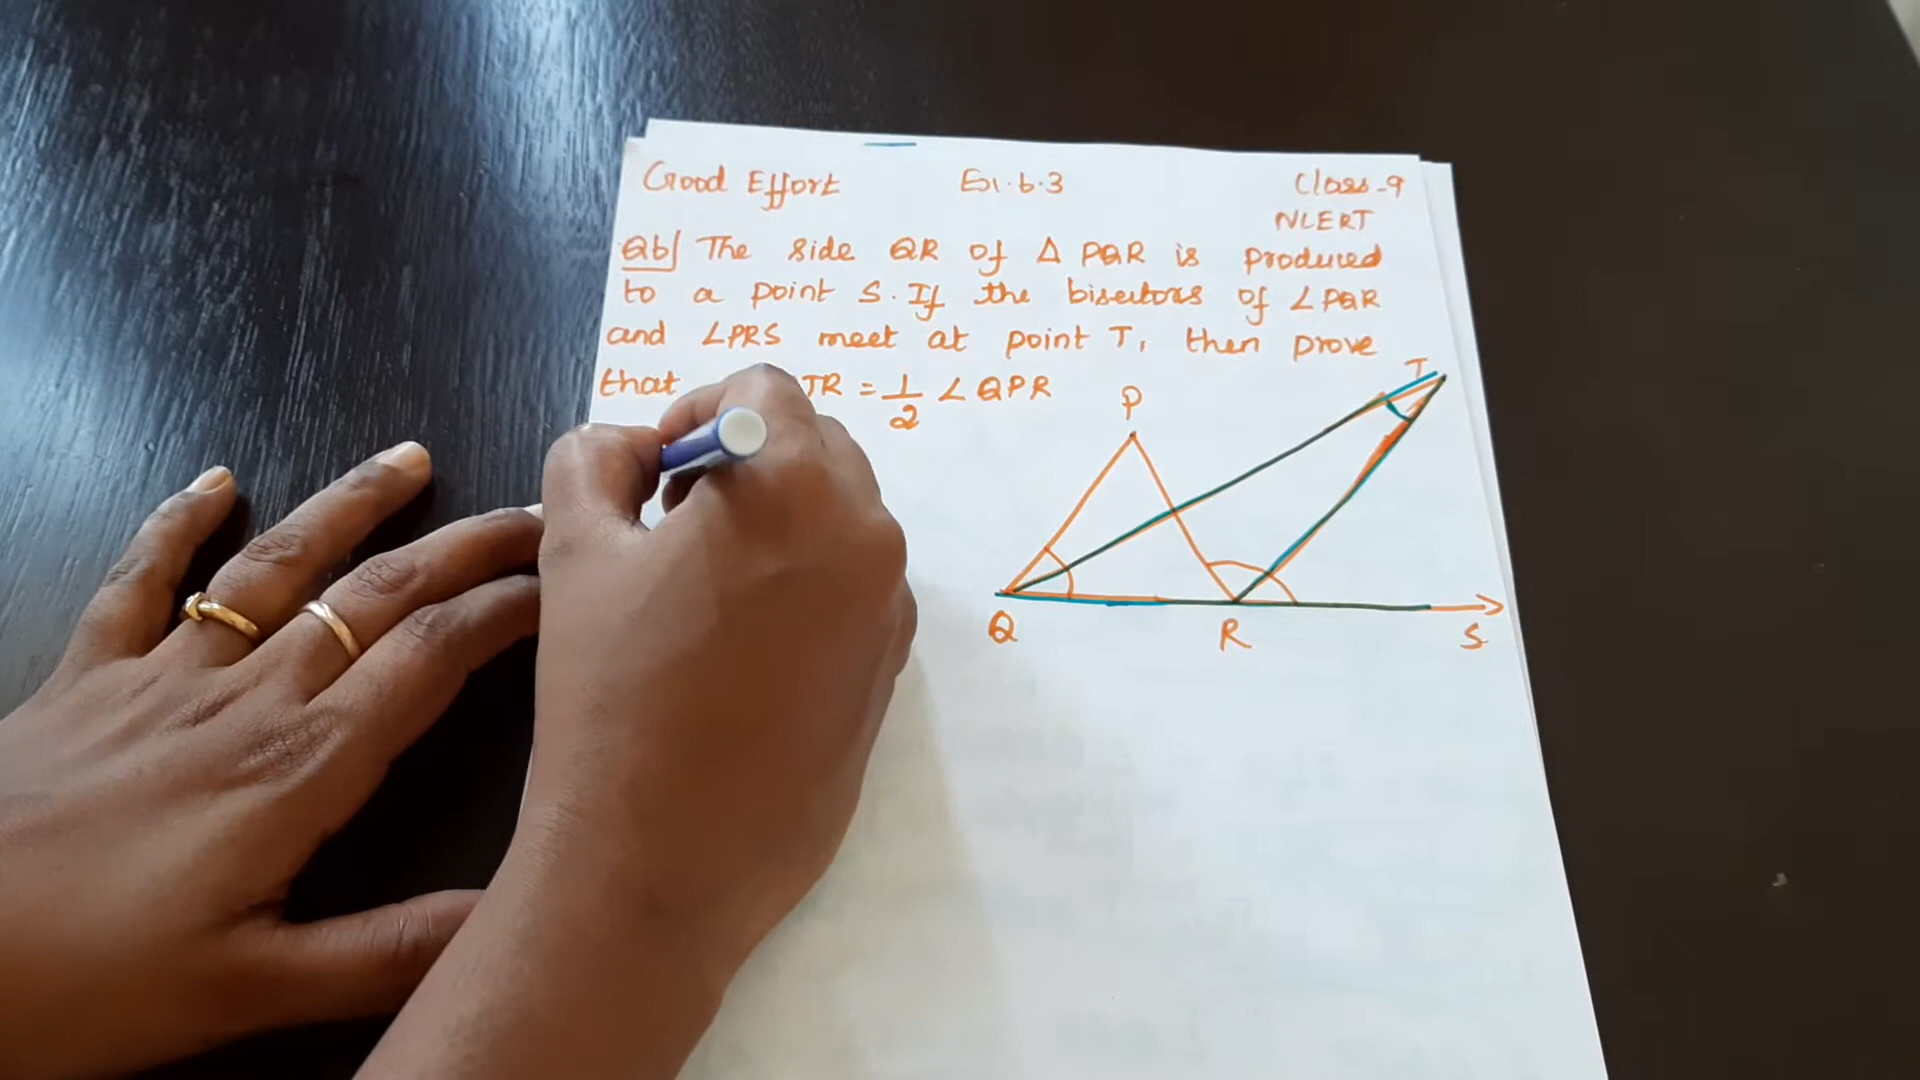 Good Effort Ex.6.3 Class-9
NCERT
Q6 The side QR of Δ PQR is produced
to a point S. If the bisectors of ∠PQR
and ∠PRS meet at point T, then prove
that TR = 1/2 ∠QPR
T
P
Q R S